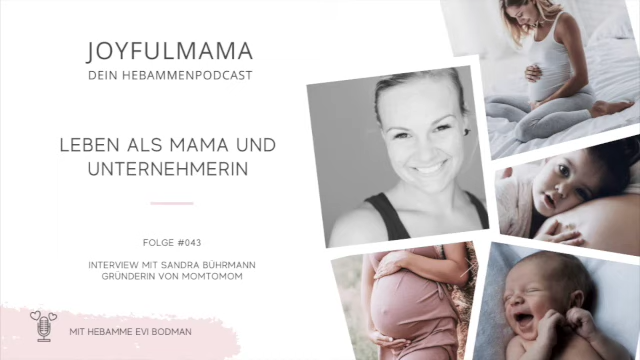 JOYFULMAMA
DEIN HEBAMMENPODCAST
LEBEN ALS MAMA UND
UNTERNEHMERIN
FOLGE #043
INTERVIEW MIT SANDRA BÜHRMANN
GRÜNDERIN VON MOMTOMOM
MIT HEBAMME EVI BODMAN